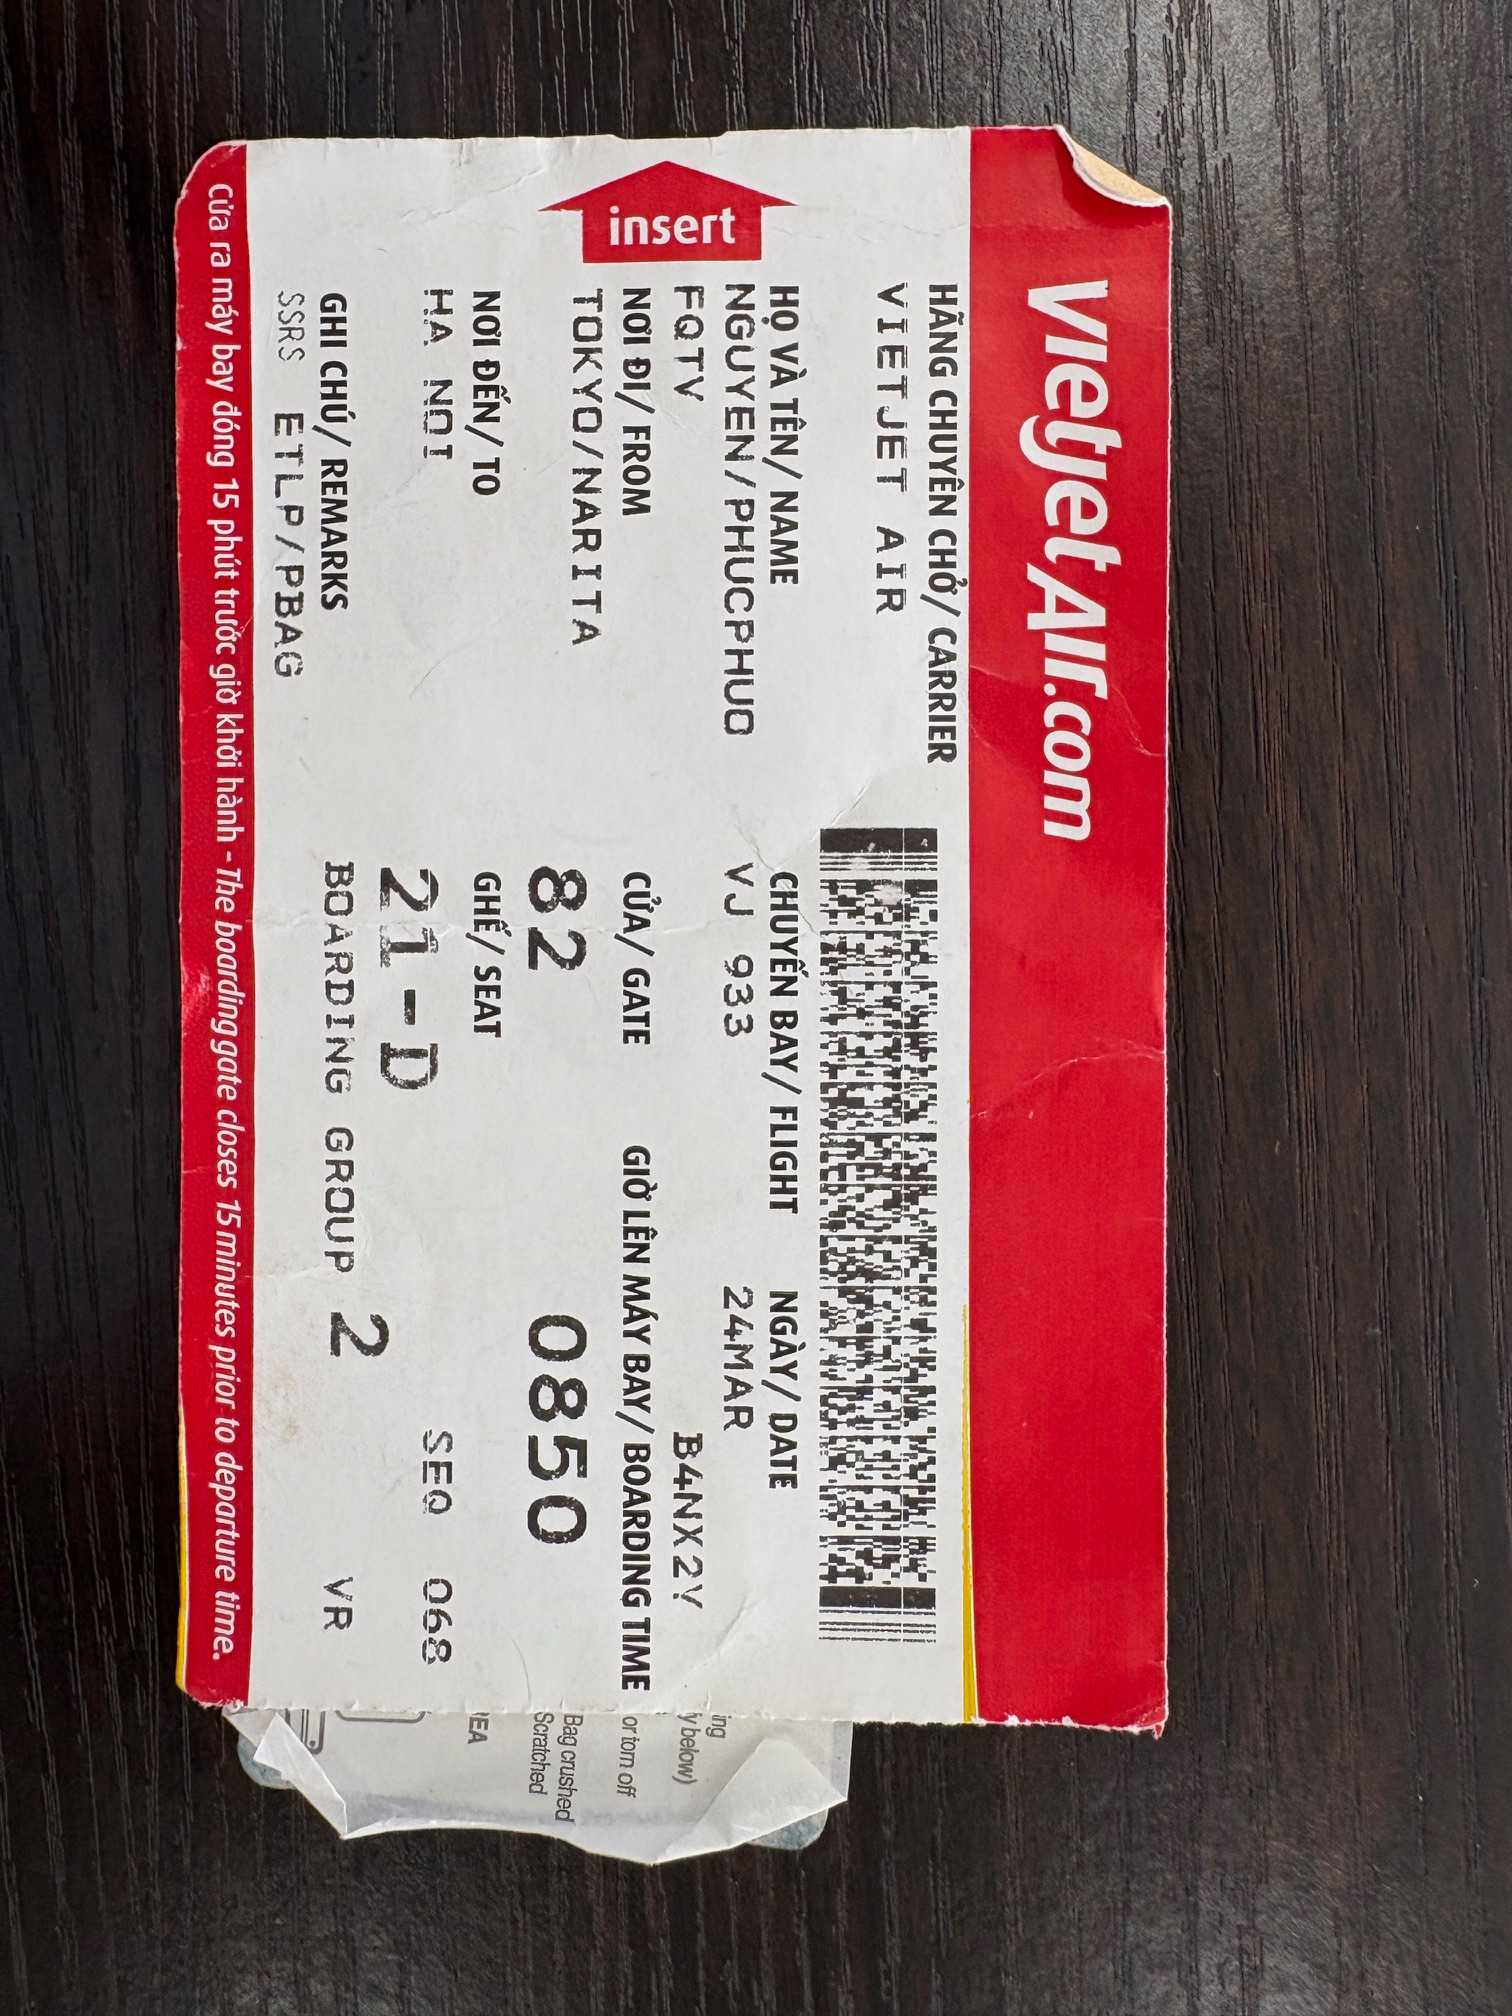 vietjetAir.com
HÃNG CHUYÊN CHỞ/ CARRIER
VIETJET AIR
HỌ VÀ TÊN/ NAME
NGUYEN/PHUCPHUO
CHUYẾN BAY/ FLIGHT
VJ 933
NGÀY/ DATE
24MAR
FQTV
B4NX2Y
NƠI ĐI/ FROM
TOKYO/NARITA
CỬA/ GATE
82
GIỜ LÊN MÁY BAY/ BOARDING TIME
0850
NƠI ĐẾN/ TO
HA NOI
GHẾ/ SEAT
21-D
SEQ 068
GHI CHÚ/ REMARKS
SSRS ETLP/PBAG
BOARDING GROUP 2
VR
Cửa ra máy bay đóng 15 phút trước giờ khởi hành - The boarding gate closes 15 minutes prior to departure time.
insert
below)
or torn off
Bag crushed
Scratched